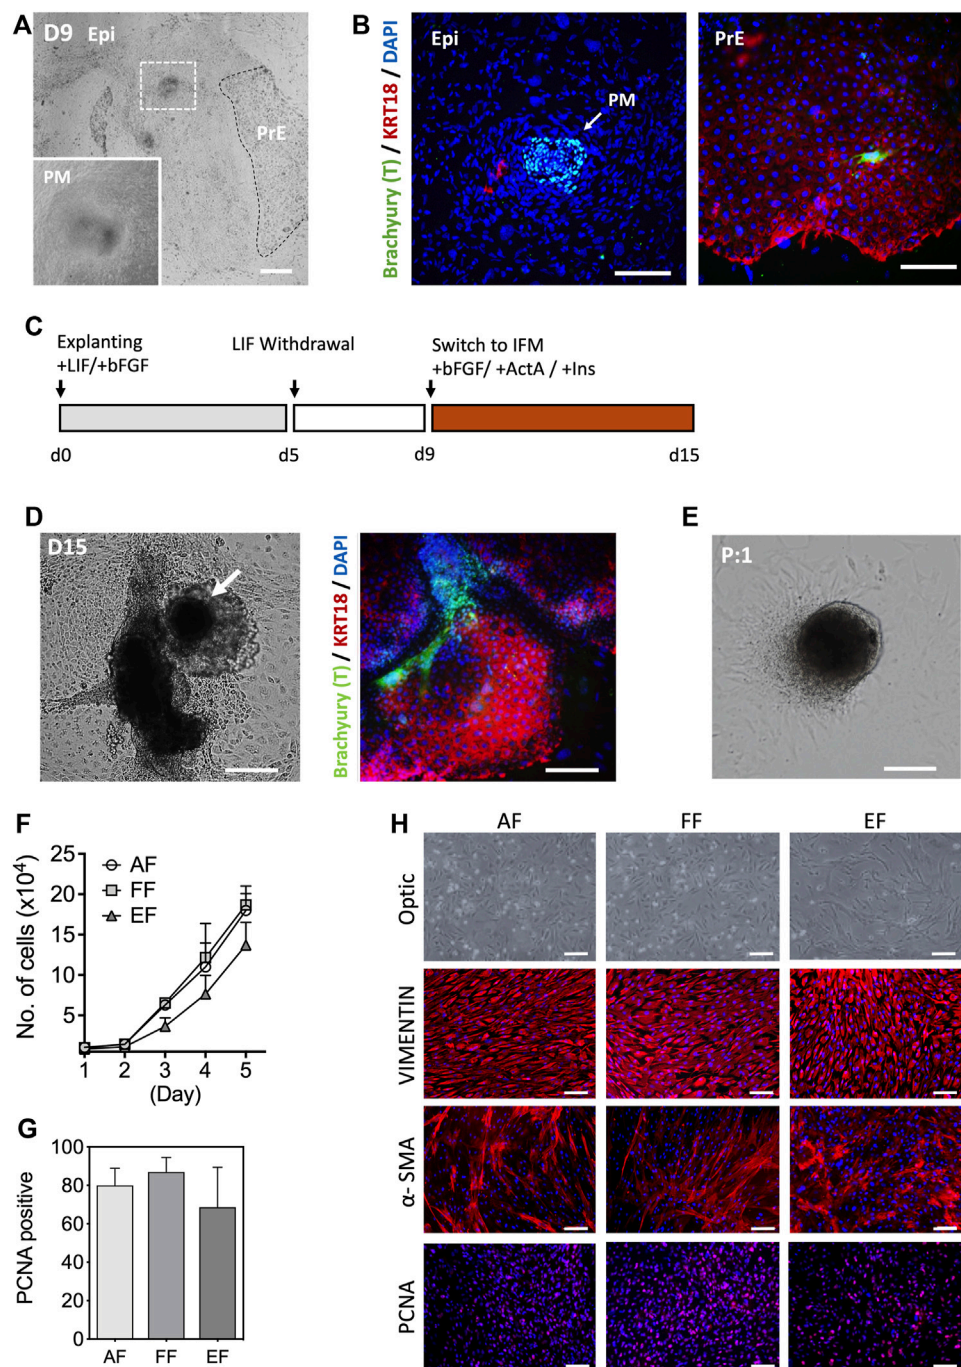 A
D9
Epi
PrE
PM
B
Brachyury (T) / KRT18 / DAPI
Epi
PM
PrE
C
Explanting
+LIF/+bFGF
LIF Withdrawal
Switch to IFM
+bFGF/ +ActA / +Ins
d0
d5
d9
d15
D
D15
Brachyury (T) / KRT18 / DAPI
E
P:1
F
No. of cells (x10⁴)
25
20
15
10
5
AF
FF
EF
1 2 3 4 5
(Day)
G
PCNA positive
100
80
60
40
20
0
AF FF EF
H
AF FF EF
Optic
VIMENTIN
α- SMA
PCNA